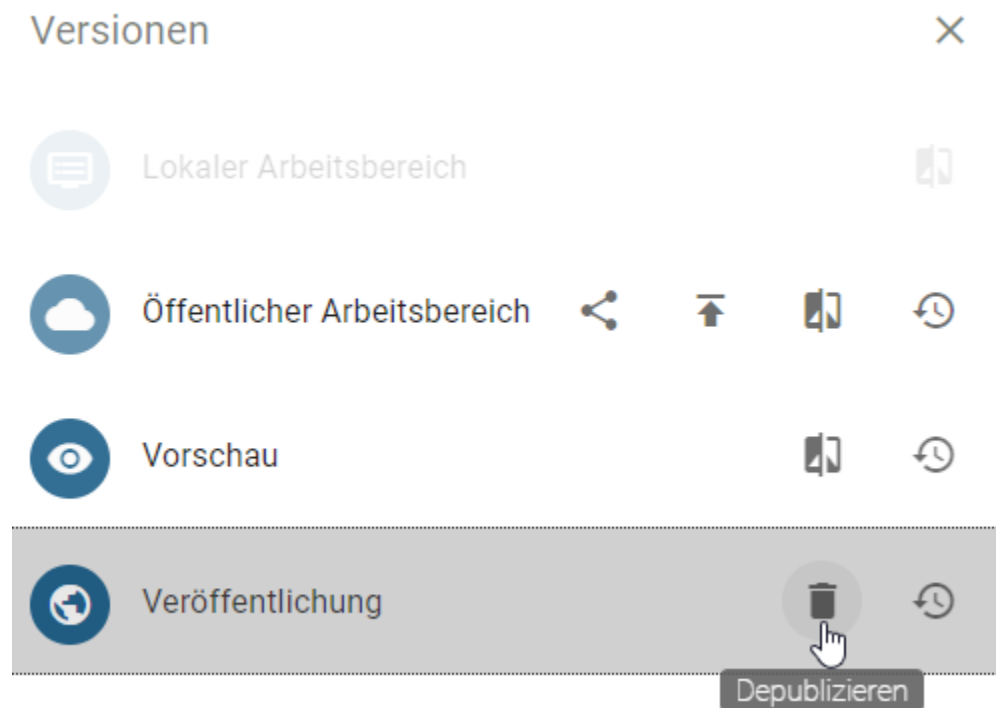 Versionen
Lokaler Arbeitsbereich
Öffentlicher Arbeitsbereich
Vorschau
Veröffentlichung
Depublizieren